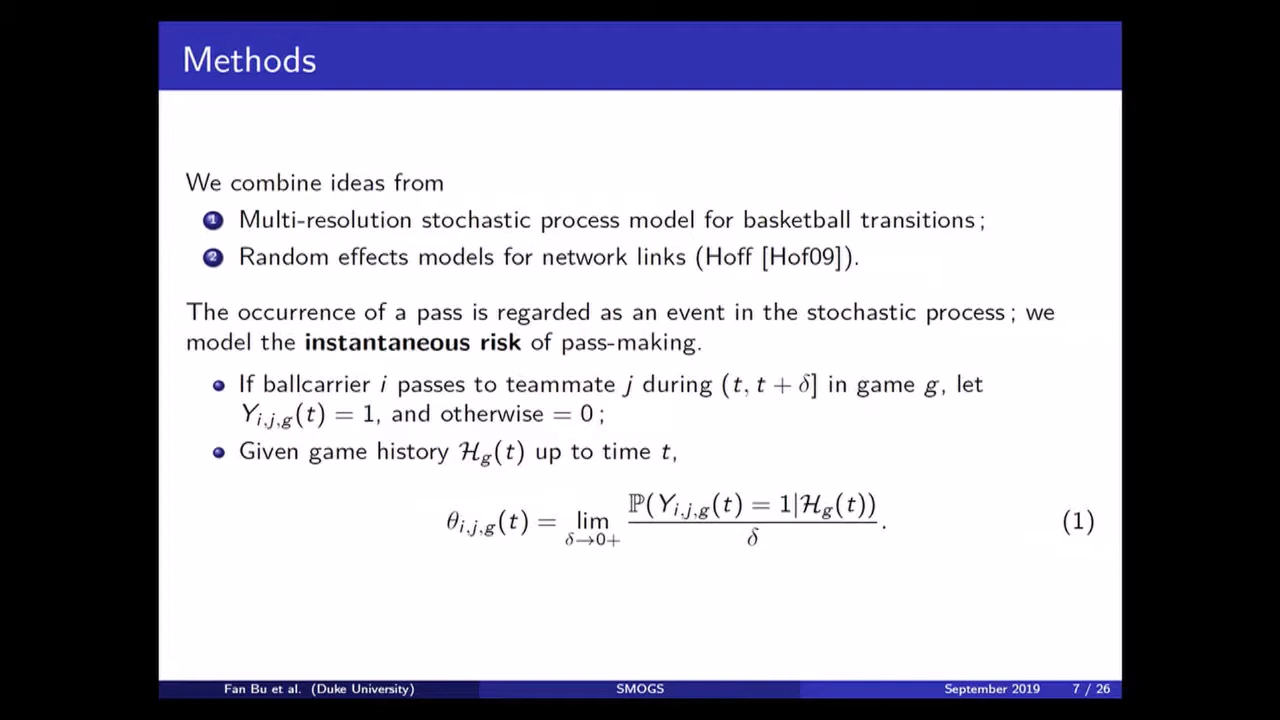 Methods
We combine ideas from
1 Multi-resolution stochastic process model for basketball transitions ;
2 Random effects models for network links (Hoff [Hof09]).
The occurrence of a pass is regarded as an event in the stochastic process ; we
model the instantaneous risk of pass-making.
• If ballcarrier i passes to teammate j during (t, t + δ] in game g, let
Y_{i,j,g}(t) = 1, and otherwise = 0 ;
• Given game history ℋ_g(t) up to time t,
θ_{i,j,g}(t) = lim_{δ→0+} ℙ(Y_{i,j,g}(t) = 1|ℋ_g(t)) / δ. (1)
Fan Bu et al. (Duke University) SMOGS September 2019 7 / 26